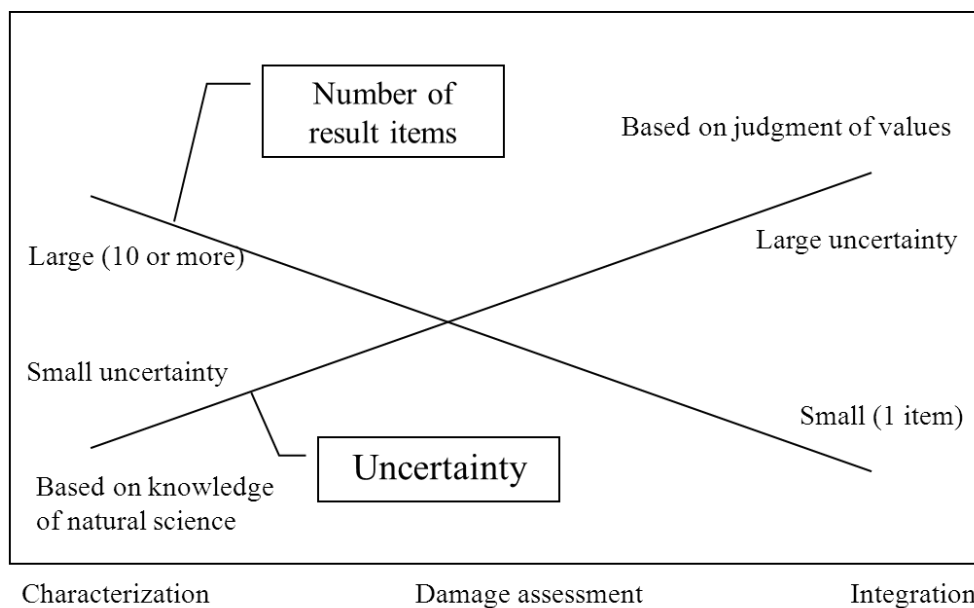 Number of
result items
Based on judgment of values
Large (10 or more)
Large uncertainty
Small uncertainty
Small (1 item)
Uncertainty
Based on knowledge
of natural science
Characterization
Damage assessment
Integration